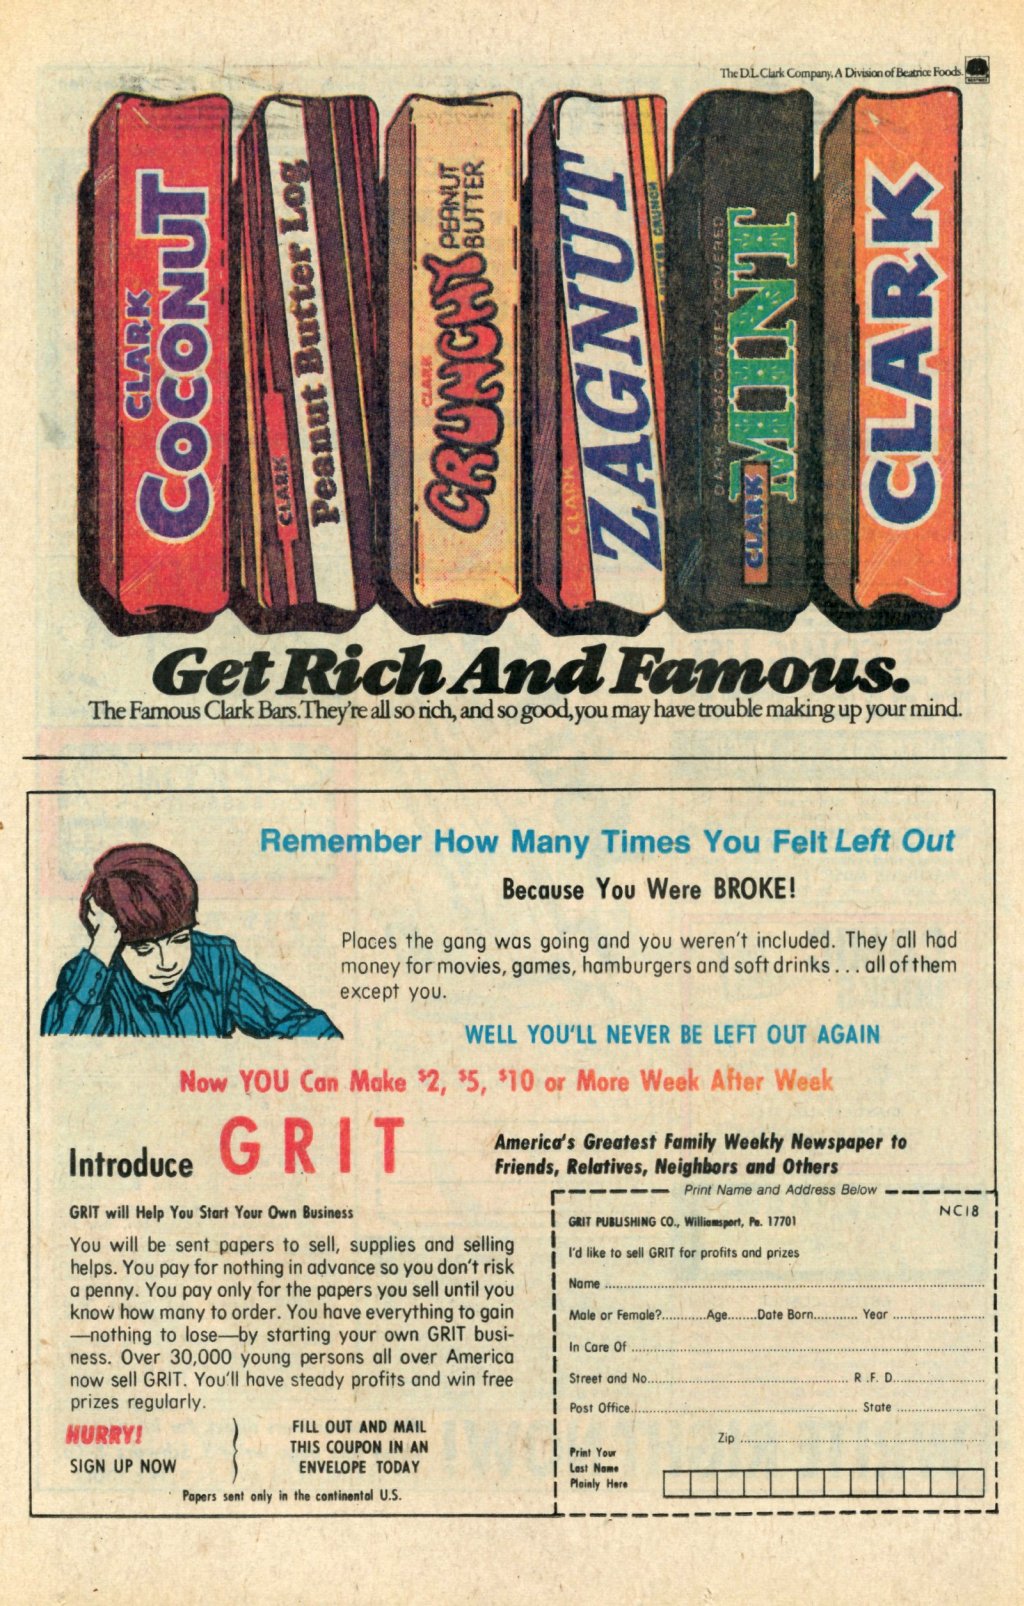 The D.L. Clark Company. A Division of Beatrice Foods.
CLARK
COCONUT
CLARK
Peanut Butter Log
CLARK
CRUNCHY
PEANUT
BUTTER
CLARK
ZAGNUT
DARK CHOCOLATEY COVERED
MINT
CLARK
CLARK
Get Rich And Famous.
The Famous Clark Bars. They're all so rich, and so good, you may have trouble making up your mind.
Remember How Many Times You Felt Left Out
Because You Were BROKE!
Places the gang was going and you weren't included. They all had
money for movies, games, hamburgers and soft drinks . . . all of them
except you.
WELL YOU'LL NEVER BE LEFT OUT AGAIN
Now YOU Can Make $2, $5, $10 or More Week After Week
Introduce GRIT
America's Greatest Family Weekly Newspaper to
Friends, Relatives, Neighbors and Others
GRIT will Help You Start Your Own Business
You will be sent papers to sell, supplies and selling
helps. You pay for nothing in advance so you don't risk
a penny. You pay only for the papers you sell until you
know how many to order. You have everything to gain
—nothing to lose—by starting your own GRIT busi-
ness. Over 30,000 young persons all over America
now sell GRIT. You'll have steady profits and win free
prizes regularly.
HURRY!
SIGN UP NOW
FILL OUT AND MAIL
THIS COUPON IN AN
ENVELOPE TODAY
Papers sent only in the continental U.S.
Print Name and Address Below
NC18
GRIT PUBLISHING CO., Williamsport, Pa. 17701
I'd like to sell GRIT for profits and prizes
Name
Male or Female? Age Date Born Year
In Care Of
Street and No. R.F.D.
Post Office State
Zip
Print Your
Last Name
Plainly Here